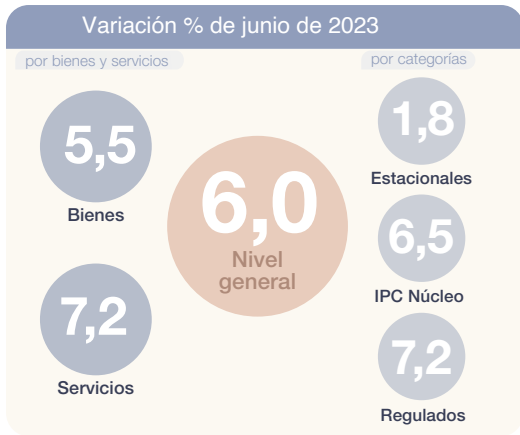 Variación % de junio de 2023
por bienes y servicios
por categorías
5,5
Bienes
7,2
Servicios
6,0
Nivel
general
1,8
Estacionales
6,5
IPC Núcleo
7,2
Regulados